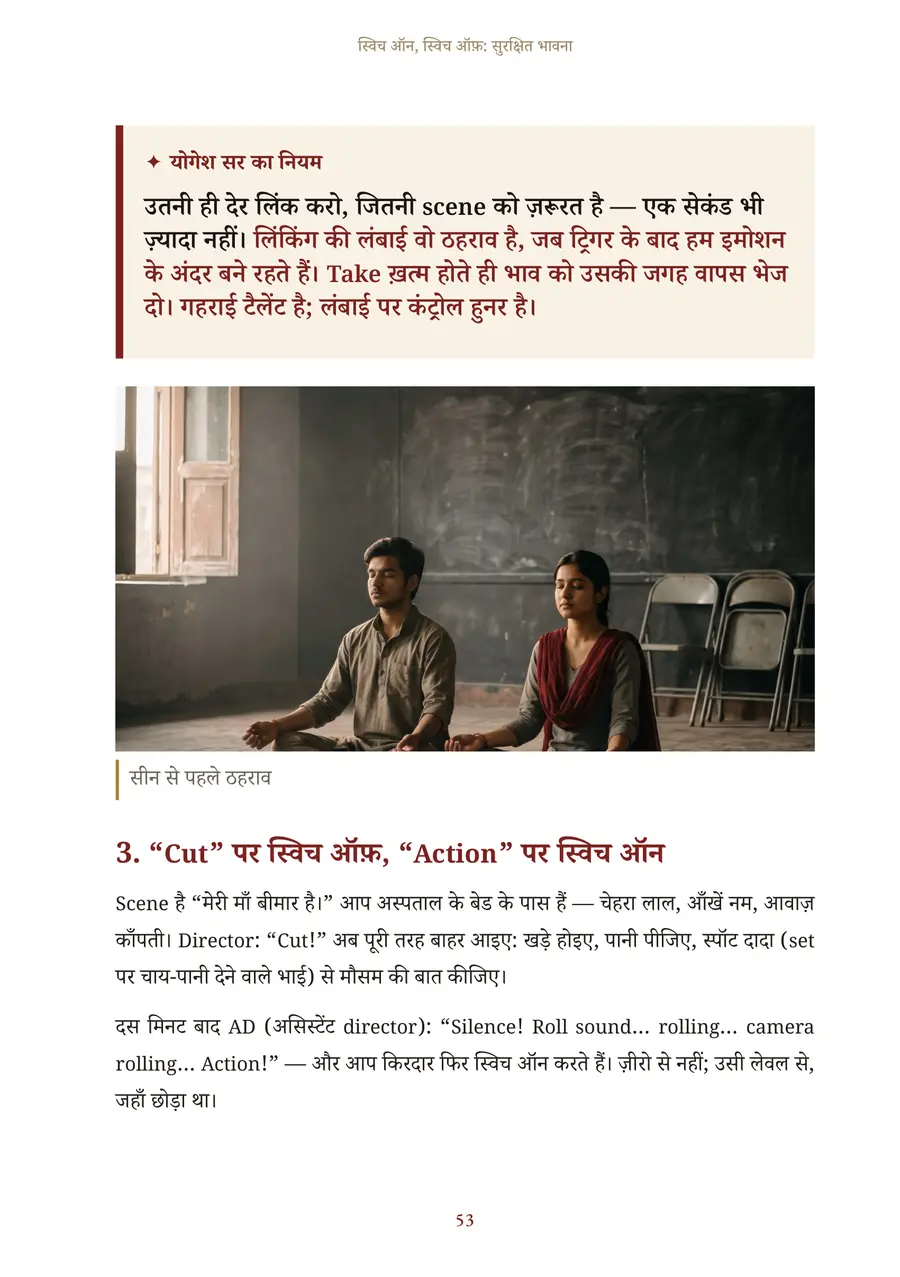 स्विच ऑन, स्विच ऑफ़: सुरक्षित भावना
✦ योगेश सर का नियम
उतनी ही देर लिंक करो, जितनी scene को ज़रूरत है — एक सेकंड भी
ज़्यादा नहीं। लिंकिंग की लंबाई वो ठहराव है, जब ट्रिगर के बाद हम इमोशन
के अंदर बने रहते हैं। Take ख़त्म होते ही भाव को उसकी जगह वापस भेज
दो। गहराई टैलेंट है; लंबाई पर कंट्रोल हुनर है।
सीन से पहले ठहराव
3. “Cut” पर स्विच ऑफ़, “Action” पर स्विच ऑन
Scene है “मेरी माँ बीमार है।” आप अस्पताल के बेड के पास हैं — चेहरा लाल, आँखें नम, आवाज़
काँपती। Director: “Cut!” अब पूरी तरह बाहर आइए: खड़े होइए, पानी पीजिए, स्पॉट दादा (set
पर चाय-पानी देने वाले भाई) से मौसम की बात कीजिए।
दस मिनट बाद AD (असिस्टेंट director): “Silence! Roll sound… rolling… camera
rolling… Action!” — और आप किरदार फिर स्विच ऑन करते हैं। ज़ीरो से नहीं; उसी लेवल से,
जहाँ छोड़ा था।
53